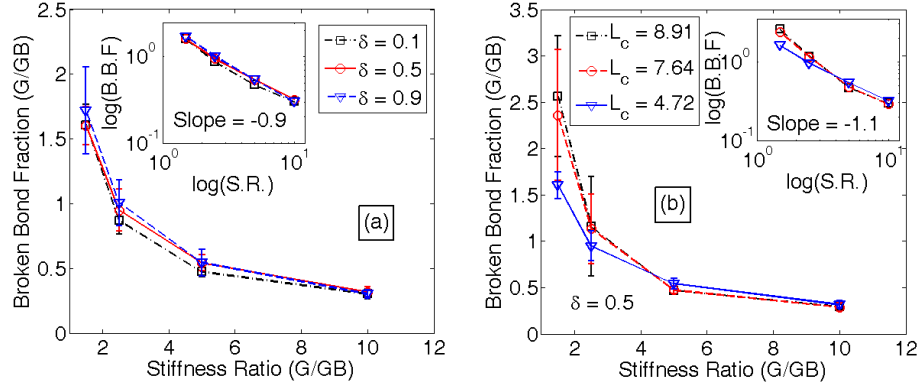 (a)
Broken Bond Fraction (G/GB)
Stiffness Ratio (G/GB)
0
0.5
1
1.5
2
2.5
0
2
4
6
8
10
12
δ = 0.1
δ = 0.5
δ = 0.9
log(B.B.F)
log(S.R.)
10^0
10^-1
10^0
10^1
Slope = -0.9
(b)
Broken Bond Fraction (G/GB)
Stiffness Ratio (G/GB)
0
0.5
1
1.5
2
2.5
3
3.5
2
4
6
8
10
12
L_c = 8.91
L_c = 7.64
L_c = 4.72
δ = 0.5
log(B.B.F)
log(S.R.)
10^0
10^-1
10^0
10^1
Slope = -1.1